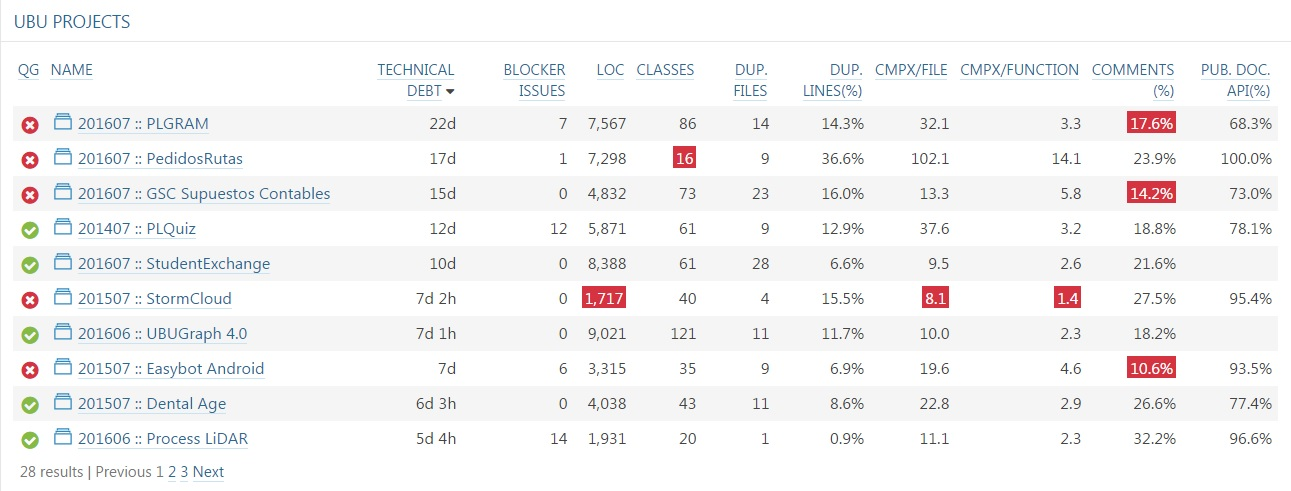 UBU PROJECTS
QG NAME TECHNICAL DEBT BLOCKER ISSUES LOC CLASSES DUP. FILES DUP. LINES(%) CMPX/FILE CMPX/FUNCTION COMMENTS (%) PUB. DOC. API(%)
201607 :: PLGRAM 22d 7 7,567 86 14 14.3% 32.1 3.3 17.6% 68.3%
201607 :: PedidosRutas 17d 1 7,298 16 9 36.6% 102.1 14.1 23.9% 100.0%
201607 :: GSC Supuestos Contables 15d 0 4,832 73 23 16.0% 13.3 5.8 14.2% 73.0%
201407 :: PLQuiz 12d 12 5,871 61 9 12.9% 37.6 3.2 18.8% 78.1%
201607 :: StudentExchange 10d 0 8,388 61 28 6.6% 9.5 2.6 21.6%
201507 :: StormCloud 7d 2h 0 1,717 40 4 15.5% 8.1 1.4 27.5% 95.4%
201606 :: UBUGraph 4.0 7d 1h 0 9,021 121 11 11.7% 10.0 2.3 18.2%
201507 :: Easybot Android 7d 6 3,315 35 9 6.9% 19.6 4.6 10.6% 93.5%
201507 :: Dental Age 6d 3h 0 4,038 43 11 8.6% 22.8 2.9 26.6% 77.4%
201606 :: Process LiDAR 5d 4h 14 1,931 20 1 0.9% 11.1 2.3 32.2% 96.6%
28 results | Previous 1 2 3 Next